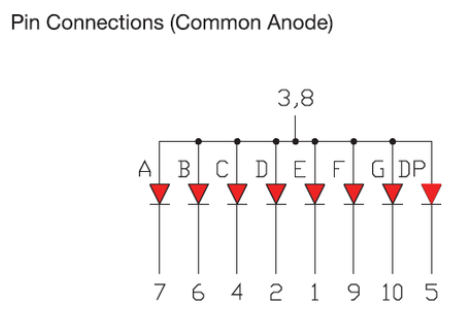 Pin Connections (Common Anode)
3,8
A B C D E F G DP
7 6 4 2 1 9 10 5